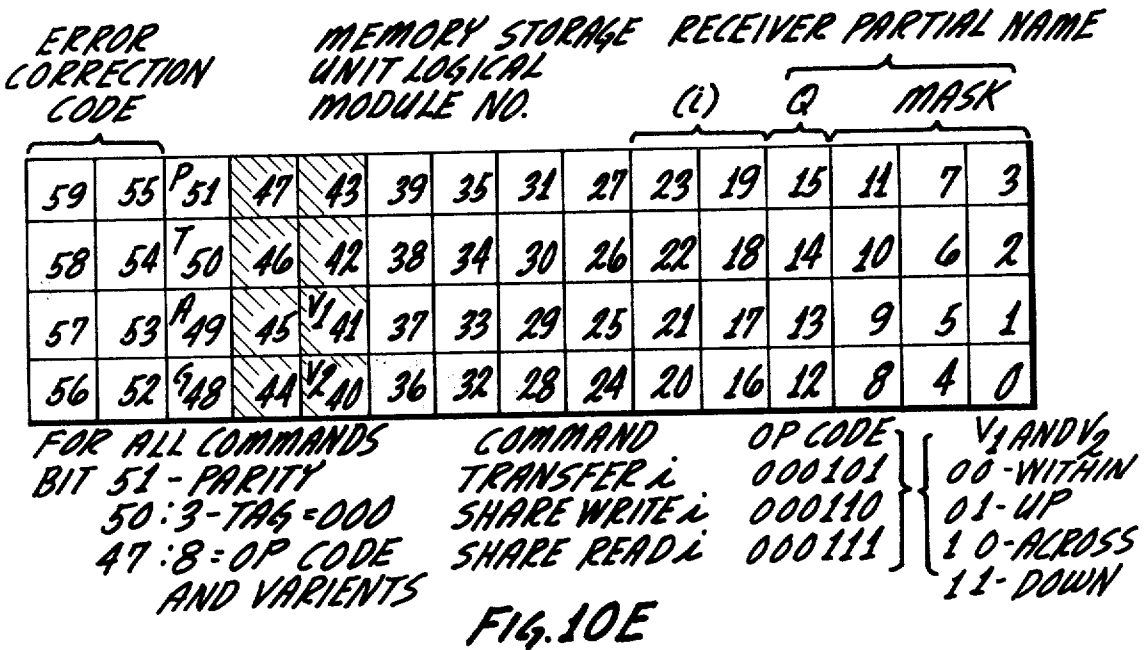 ERROR CORRECTION CODE
MEMORY STORAGE UNIT LOGICAL MODULE NO.
RECEIVER PARTIAL NAME
(i) Q MASK
59 55 P 51 47 43 39 35 31 27 23 19 15 11 7 3
58 54 T 50 46 42 38 34 30 26 22 18 14 10 6 2
57 53 A 49 45 V1 41 37 33 29 25 21 17 13 9 5 1
56 52 G 48 44 V2 40 36 32 28 24 20 16 12 8 4 0
FOR ALL COMMANDS
BIT 51 - PARITY
50:3 - TAG = 000
47:8 = OP CODE
AND VARIENTS
COMMAND OP CODE
TRANSFER i 000101
SHARE WRITE i 000110
SHARE READ i 000111
V1 AND V2
00 - WITHIN
01 - UP
10 - ACROSS
11 - DOWN
FIG. 10E